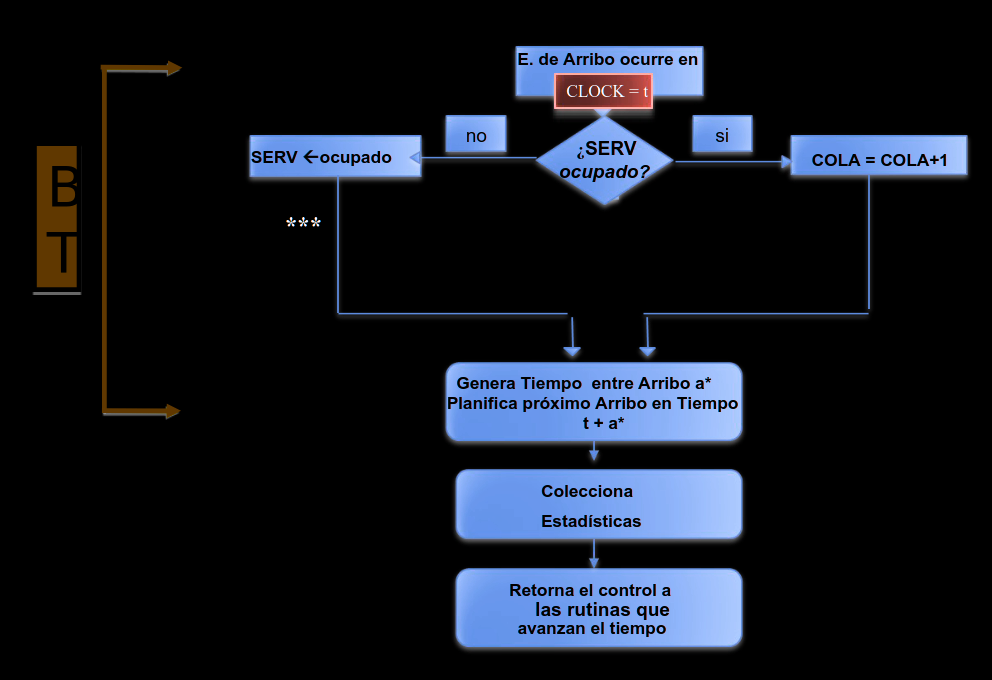 E. de Arribo ocurre en
CLOCK = t
no
si
SERV ←ocupado
¿SERV
ocupado?
COLA = COLA+1
***
B
T
Genera Tiempo entre Arribo a*
Planifica próximo Arribo en Tiempo
t + a*
Colecciona
Estadísticas
Retorna el control a
las rutinas que
avanzan el tiempo